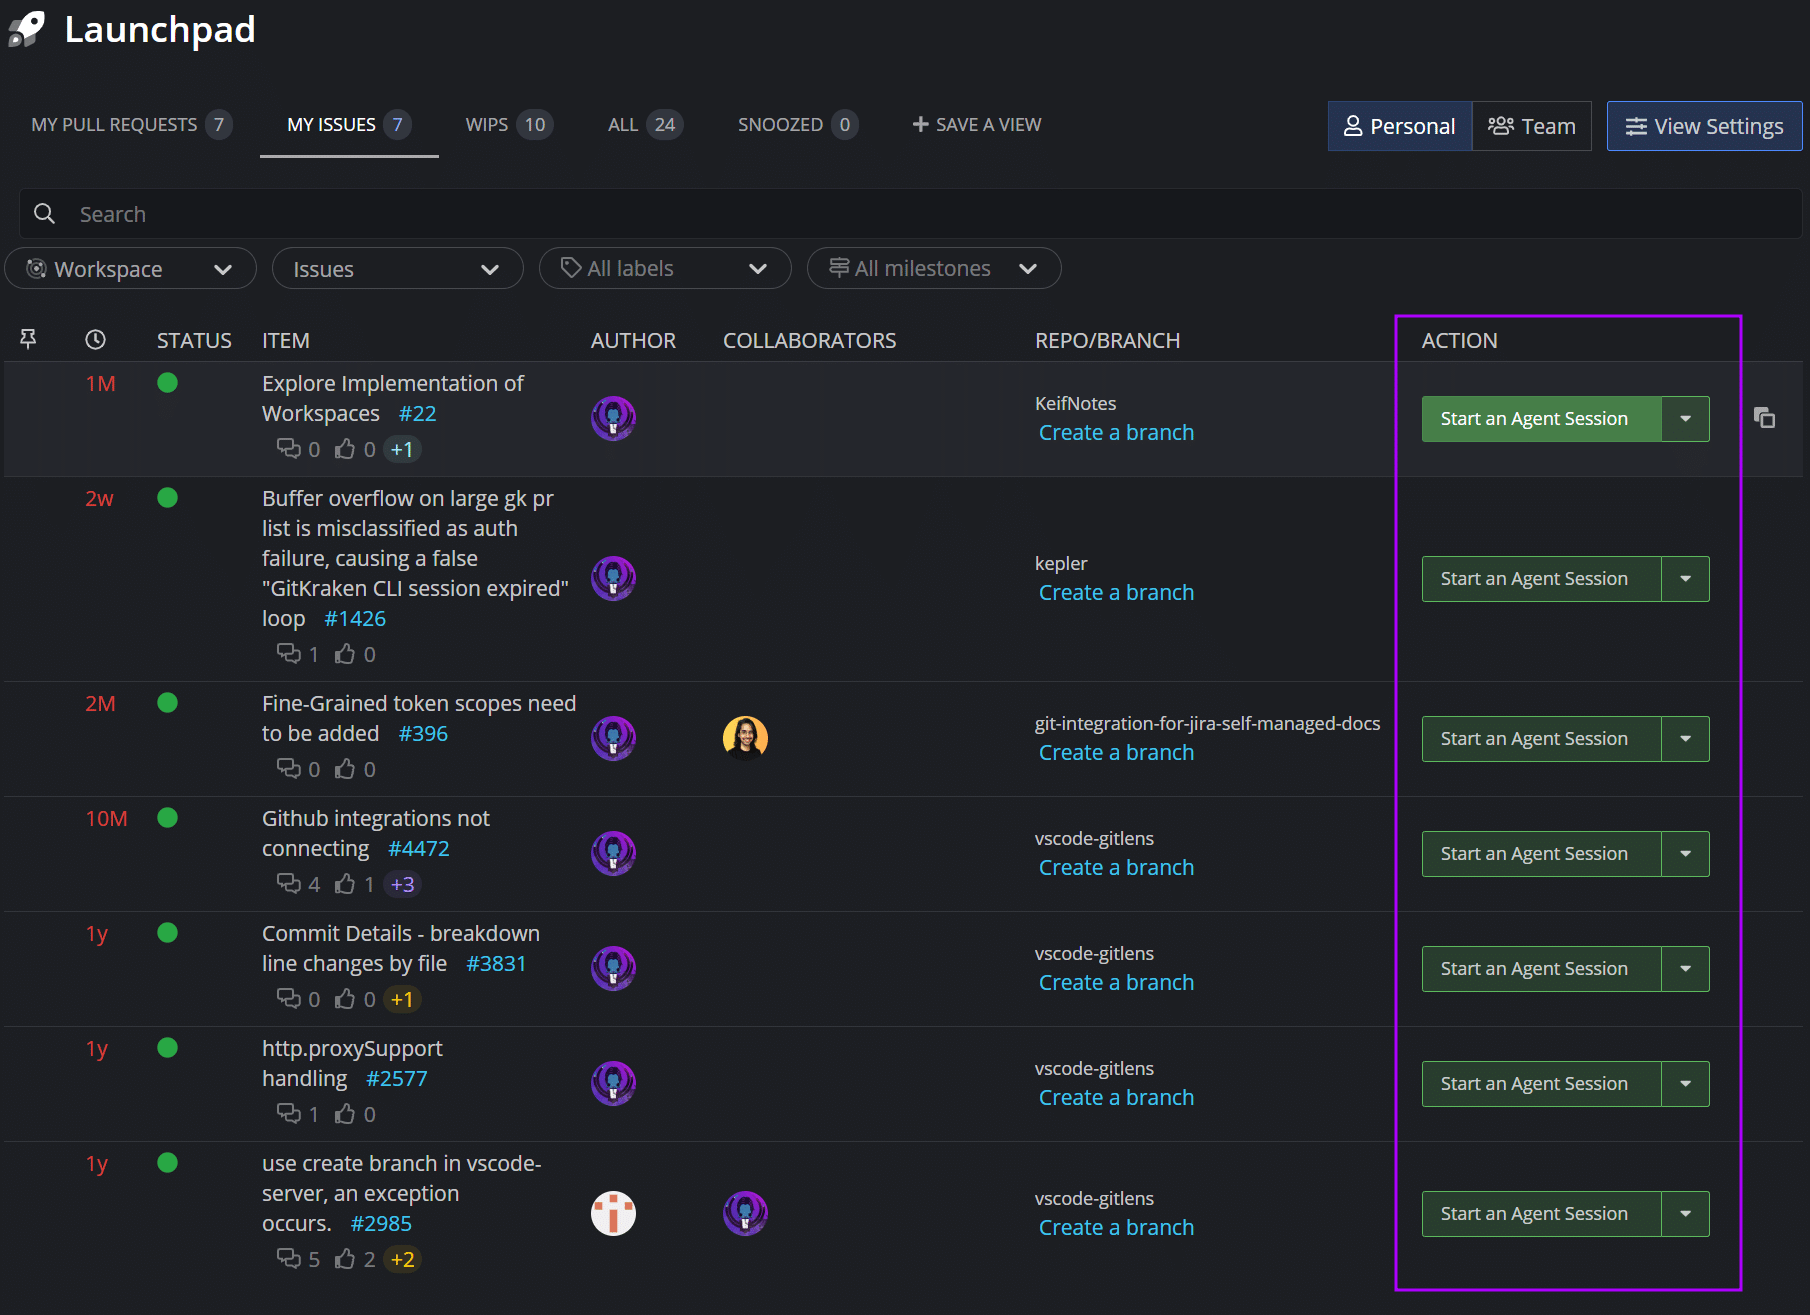 Launchpad
MY PULL REQUESTS 7 MY ISSUES 7 WIPS 10 ALL 24 SNOOZED 0 + SAVE A VIEW Personal Team View Settings
Search
Workspace Issues All labels All milestones
STATUS ITEM AUTHOR COLLABORATORS REPO/BRANCH ACTION
1M Explore Implementation of
Workspaces #22
0 0 +1
KeifNotes
Create a branch
Start an Agent Session
2w Buffer overflow on large gk pr
list is misclassified as auth
failure, causing a false
"GitKraken CLI session expired"
loop #1426
1 0
kepler
Create a branch
Start an Agent Session
2M Fine-Grained token scopes need
to be added #396
0 0
git-integration-for-jira-self-managed-docs
Create a branch
Start an Agent Session
10M Github integrations not
connecting #4472
4 1 +3
vscode-gitlens
Create a branch
Start an Agent Session
1y Commit Details - breakdown
line changes by file #3831
0 0 +1
vscode-gitlens
Create a branch
Start an Agent Session
1y http.proxySupport
handling #2577
1 0
vscode-gitlens
Create a branch
Start an Agent Session
1y use create branch in vscode-
server, an exception
occurs. #2985
5 2 +2
vscode-gitlens
Create a branch
Start an Agent Session